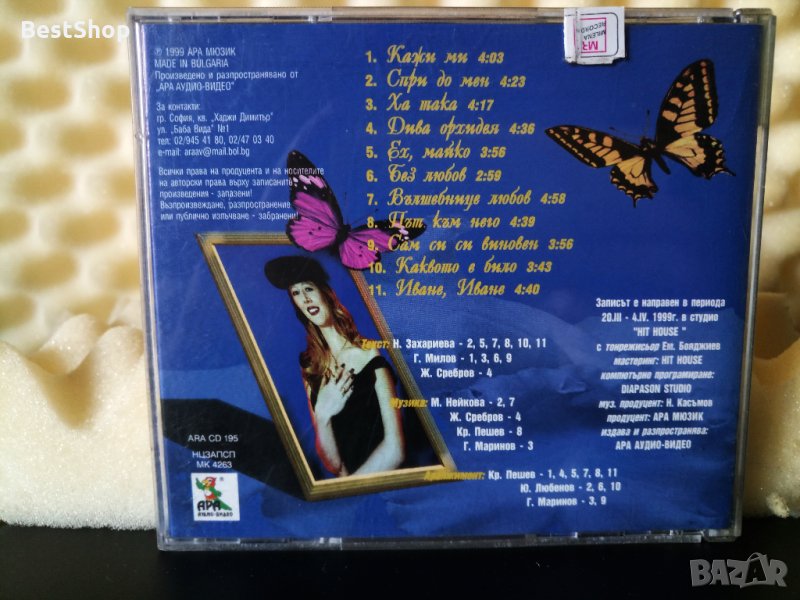 BestShop
℗ 1999 АРА МЮЗИК
MADE IN BULGARIA
Произведено и разпространявано от
"АРА АУДИО-ВИДЕО"
За контакти:
гр. София, кв. "Хаджи Димитър"
ул. "Баба Вида" №1
тел: 02/945 41 80, 02/47 03 40
e-mail: araav@mail.bol.bg
Всички права на продуцента и на носителите
на авторски права върху записаните
произведения - запазени!
Възпроизвеждане, разпространение
или публично излъчване - забранени!
MR
MILENA
RECORDS
1. Кажи ми 4:03
2. Спри до мен 4:23
3. Ха така 4:17
4. Дива орхидея 4:36
5. Ех, майко 3:56
6. Без любов 2:59
7. Вълшебнице любов 4:58
8. Път към него 4:39
9. Сам си си виновен 3:56
10. Каквото е било 3:43
11. Иване, Иване 4:40
Текст: Н. Захариева - 2, 5, 7, 8, 10, 11
Г. Милов - 1, 3, 6, 9
Ж. Сребров - 4
Музика: М. Нейкова - 2, 7
Ж. Сребров - 4
Кр. Пешев - 8
Г. Маринов - 3
Аранжимент: Кр. Пешев - 1, 4, 5, 7, 8, 11
Ю. Любенов - 2, 6, 10
Г. Маринов - 3, 9
Записът е направен в периода
20.III - 4.IV. 1999г. в студио
"HIT HOUSE"
с тонрежисьор Ем. Бояджиев
мастеринг: HIT HOUSE
компютърно програмиране:
DIAPASON STUDIO
муз. продуцент: Н. Касъмов
продуцент: АРА МЮЗИК
издава и разпространява:
АРА АУДИО-ВИДЕО
ARA CD 195
НЦЗАПСП
МК 4263
АРА
АУДИО-ВИДЕО
BAZAR